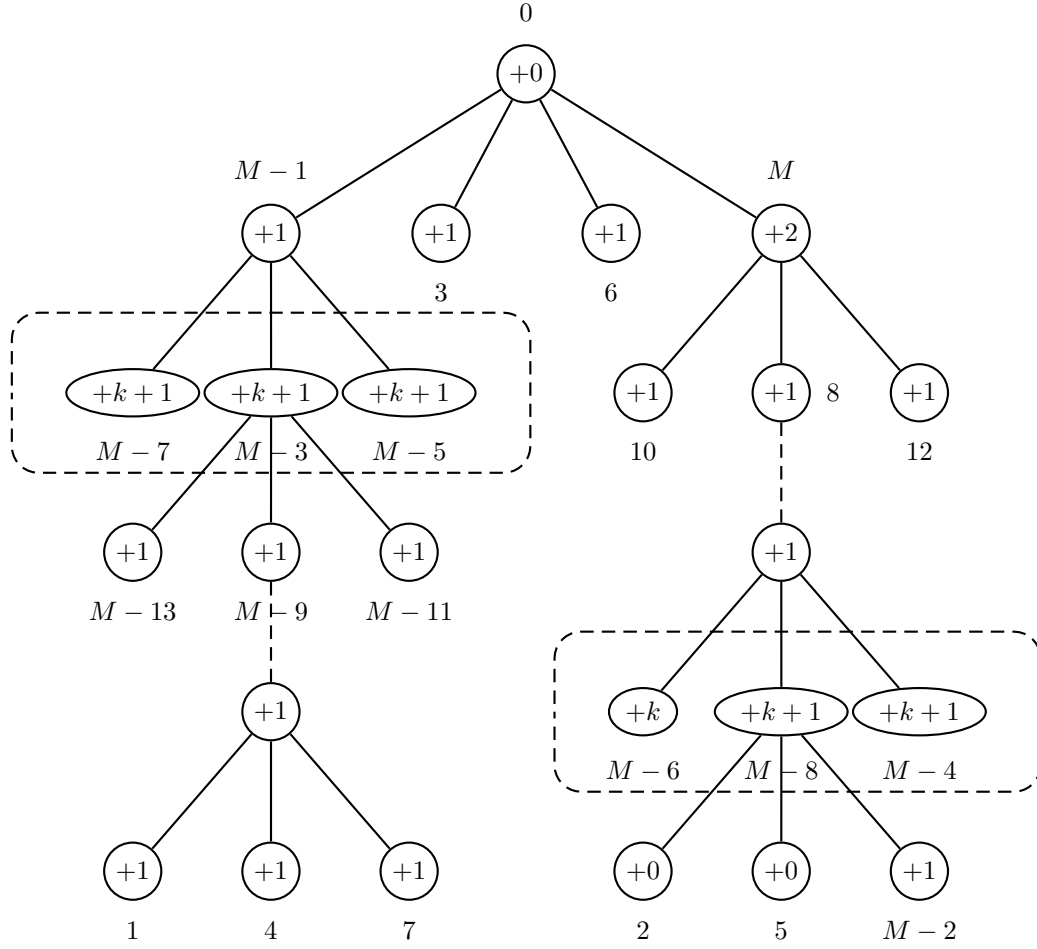 0
+0
M − 1
M
+1
+1
+1
+2
3
6
+k + 1
+k + 1
+k + 1
+1
+1
8
+1
M − 7
M − 3
M − 5
10
12
+1
+1
+1
+1
M − 13
M − 9
M − 11
+1
+k
+k + 1
+k + 1
M − 6
M − 8
M − 4
+1
+1
+1
+0
+0
+1
1
4
7
2
5
M − 2